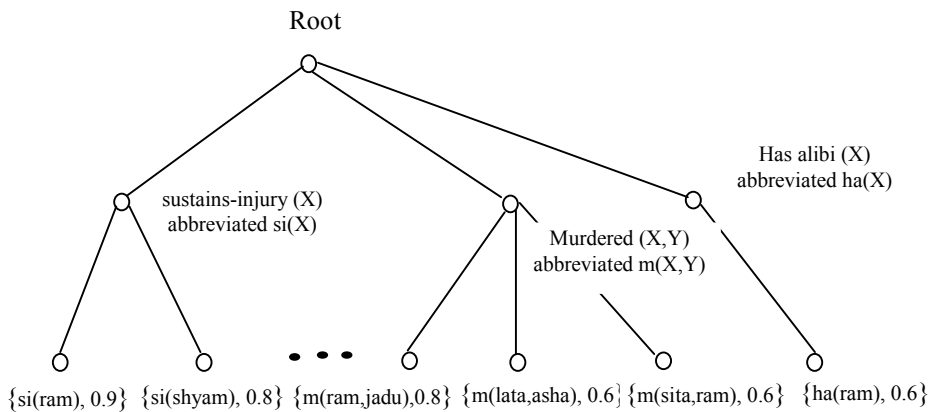 Root
Has alibi (X)
abbreviated ha(X)
sustains-injury (X)
abbreviated si(X)
Murdered (X,Y)
abbreviated m(X,Y)
{si(ram), 0.9} {si(shyam), 0.8} {m(ram,jadu),0.8} {m(lata,asha), 0.6} {m(sita,ram), 0.6} {ha(ram), 0.6}